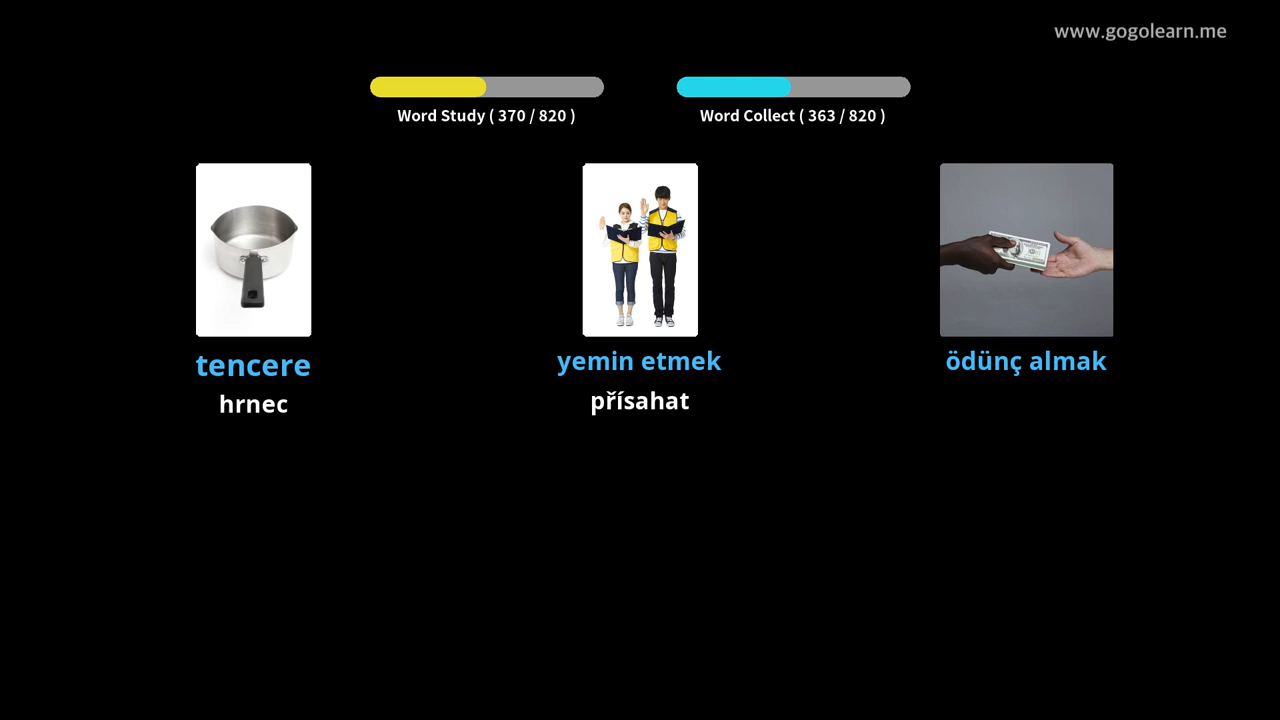 www.gogolearn.me
Word Study ( 370 / 820 )
Word Collect ( 363 / 820 )
tencere
hrnec
yemin etmek
přísahat
ödünç almak